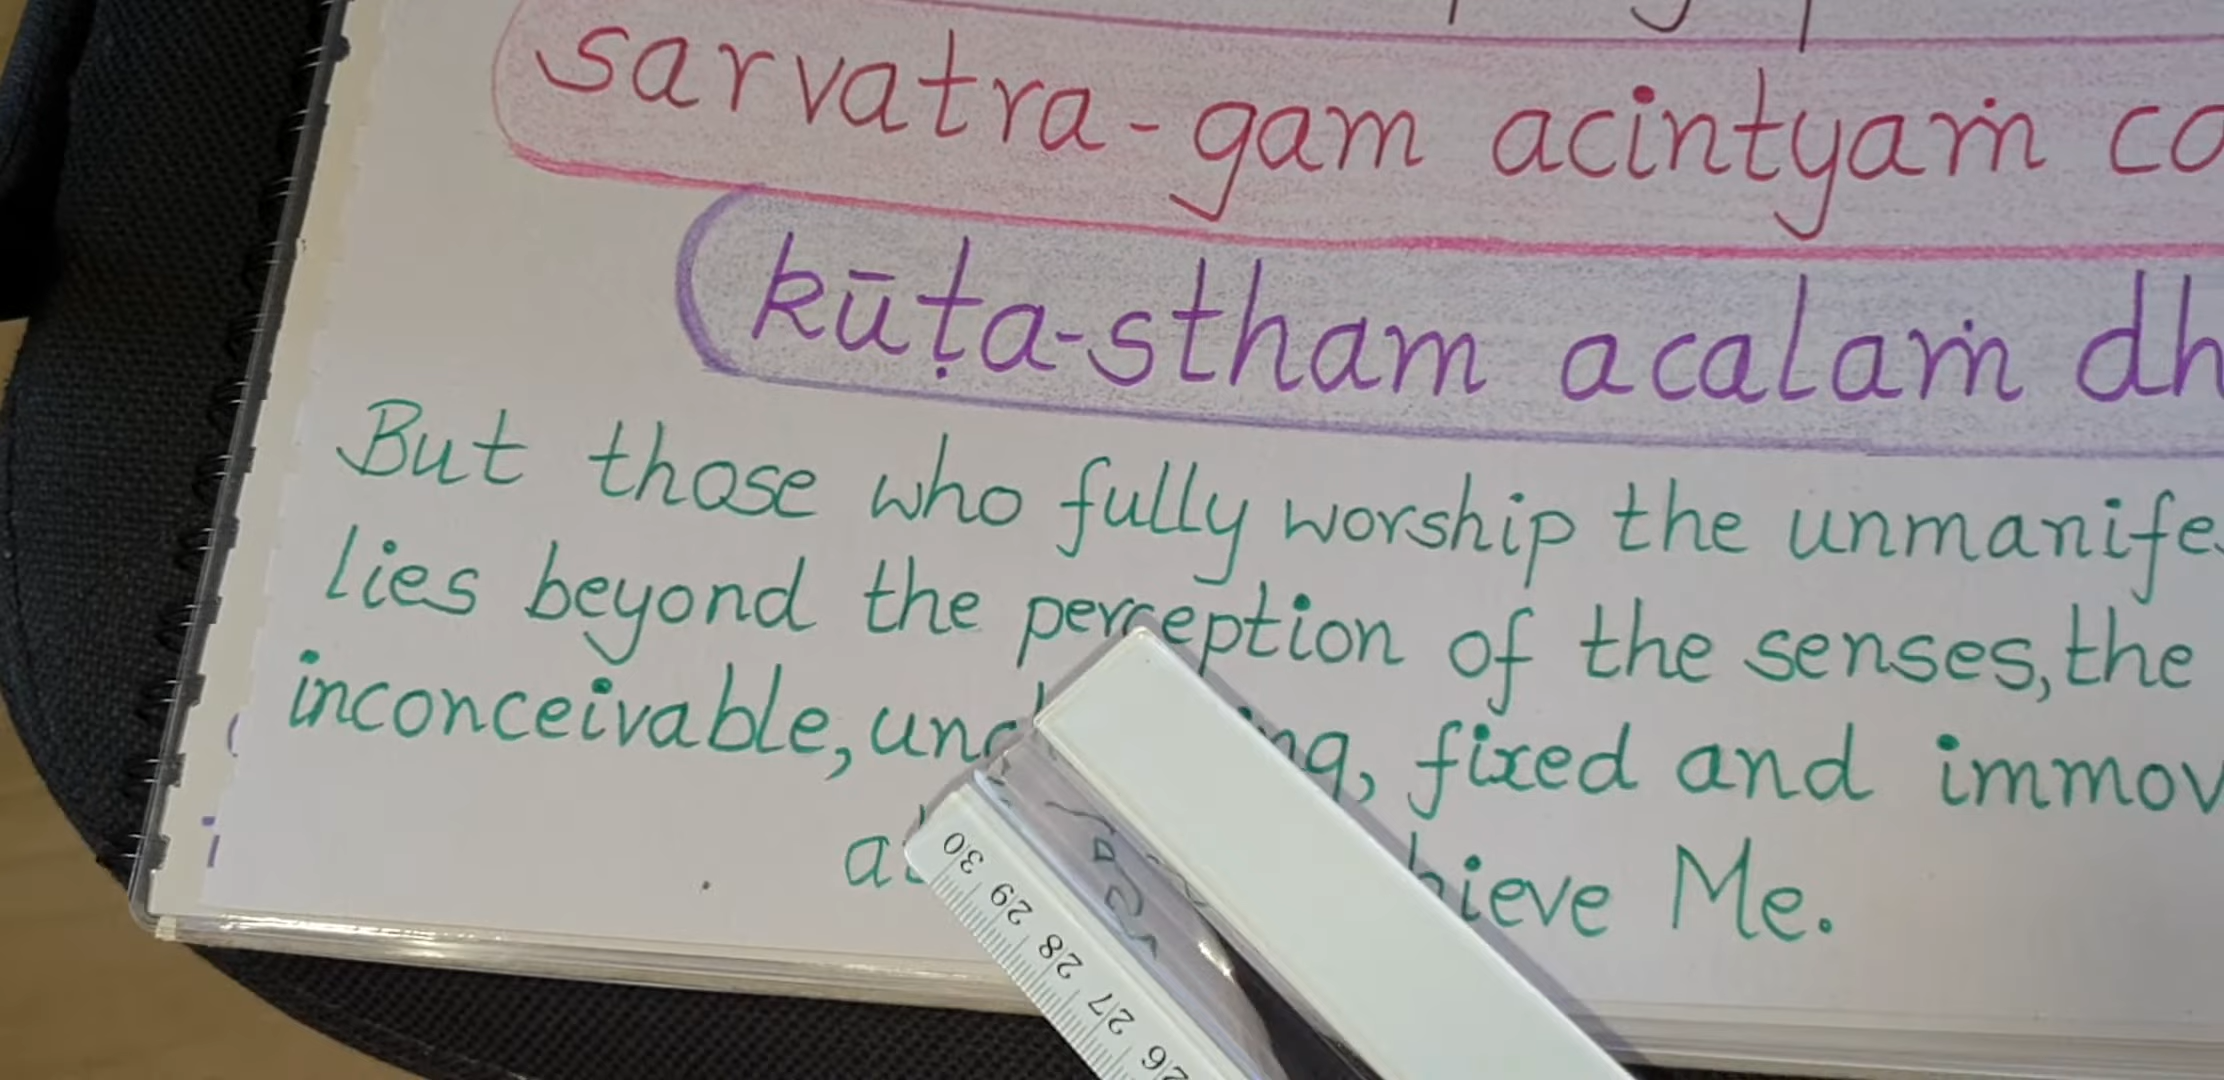 sarvatra-gam acintyaṁ
kūṭa-stham acalaṁ
But those who fully worship the
lies beyond the perception of the senses, the
inconceivable, fixed and
Me.
30 29 28 27 26